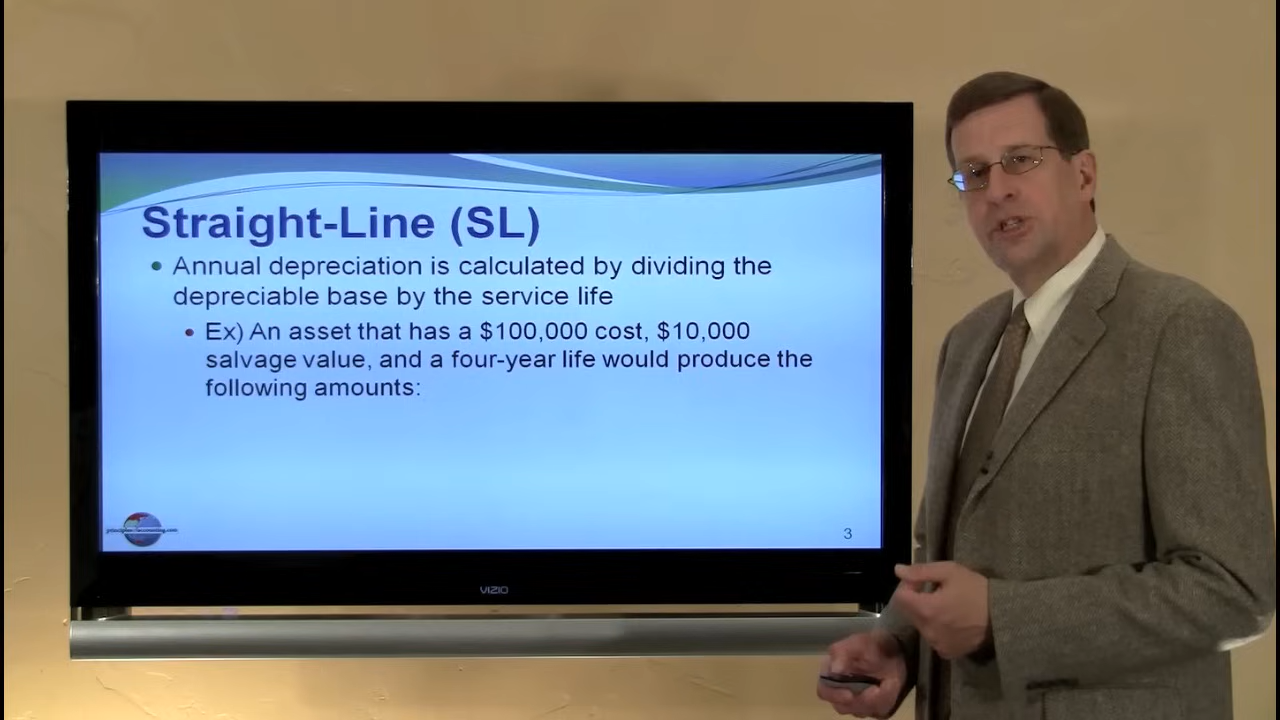 Straight-Line (SL)
Annual depreciation is calculated by dividing the
depreciable base by the service life
Ex) An asset that has a $100,000 cost, $10,000
salvage value, and a four-year life would produce the
following amounts:
3
VIZIO